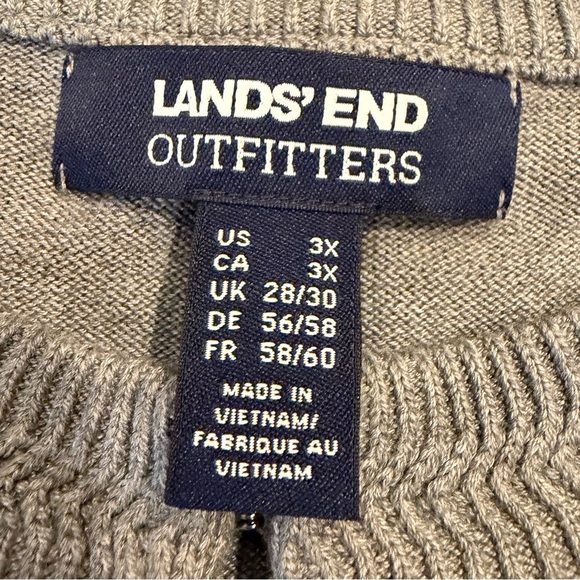 LANDS' END
OUTFITTERS
US 3X
CA 3X
UK 28/30
DE 56/58
FR 58/60
MADE IN
VIETNAM/
FABRIQUE AU
VIETNAM